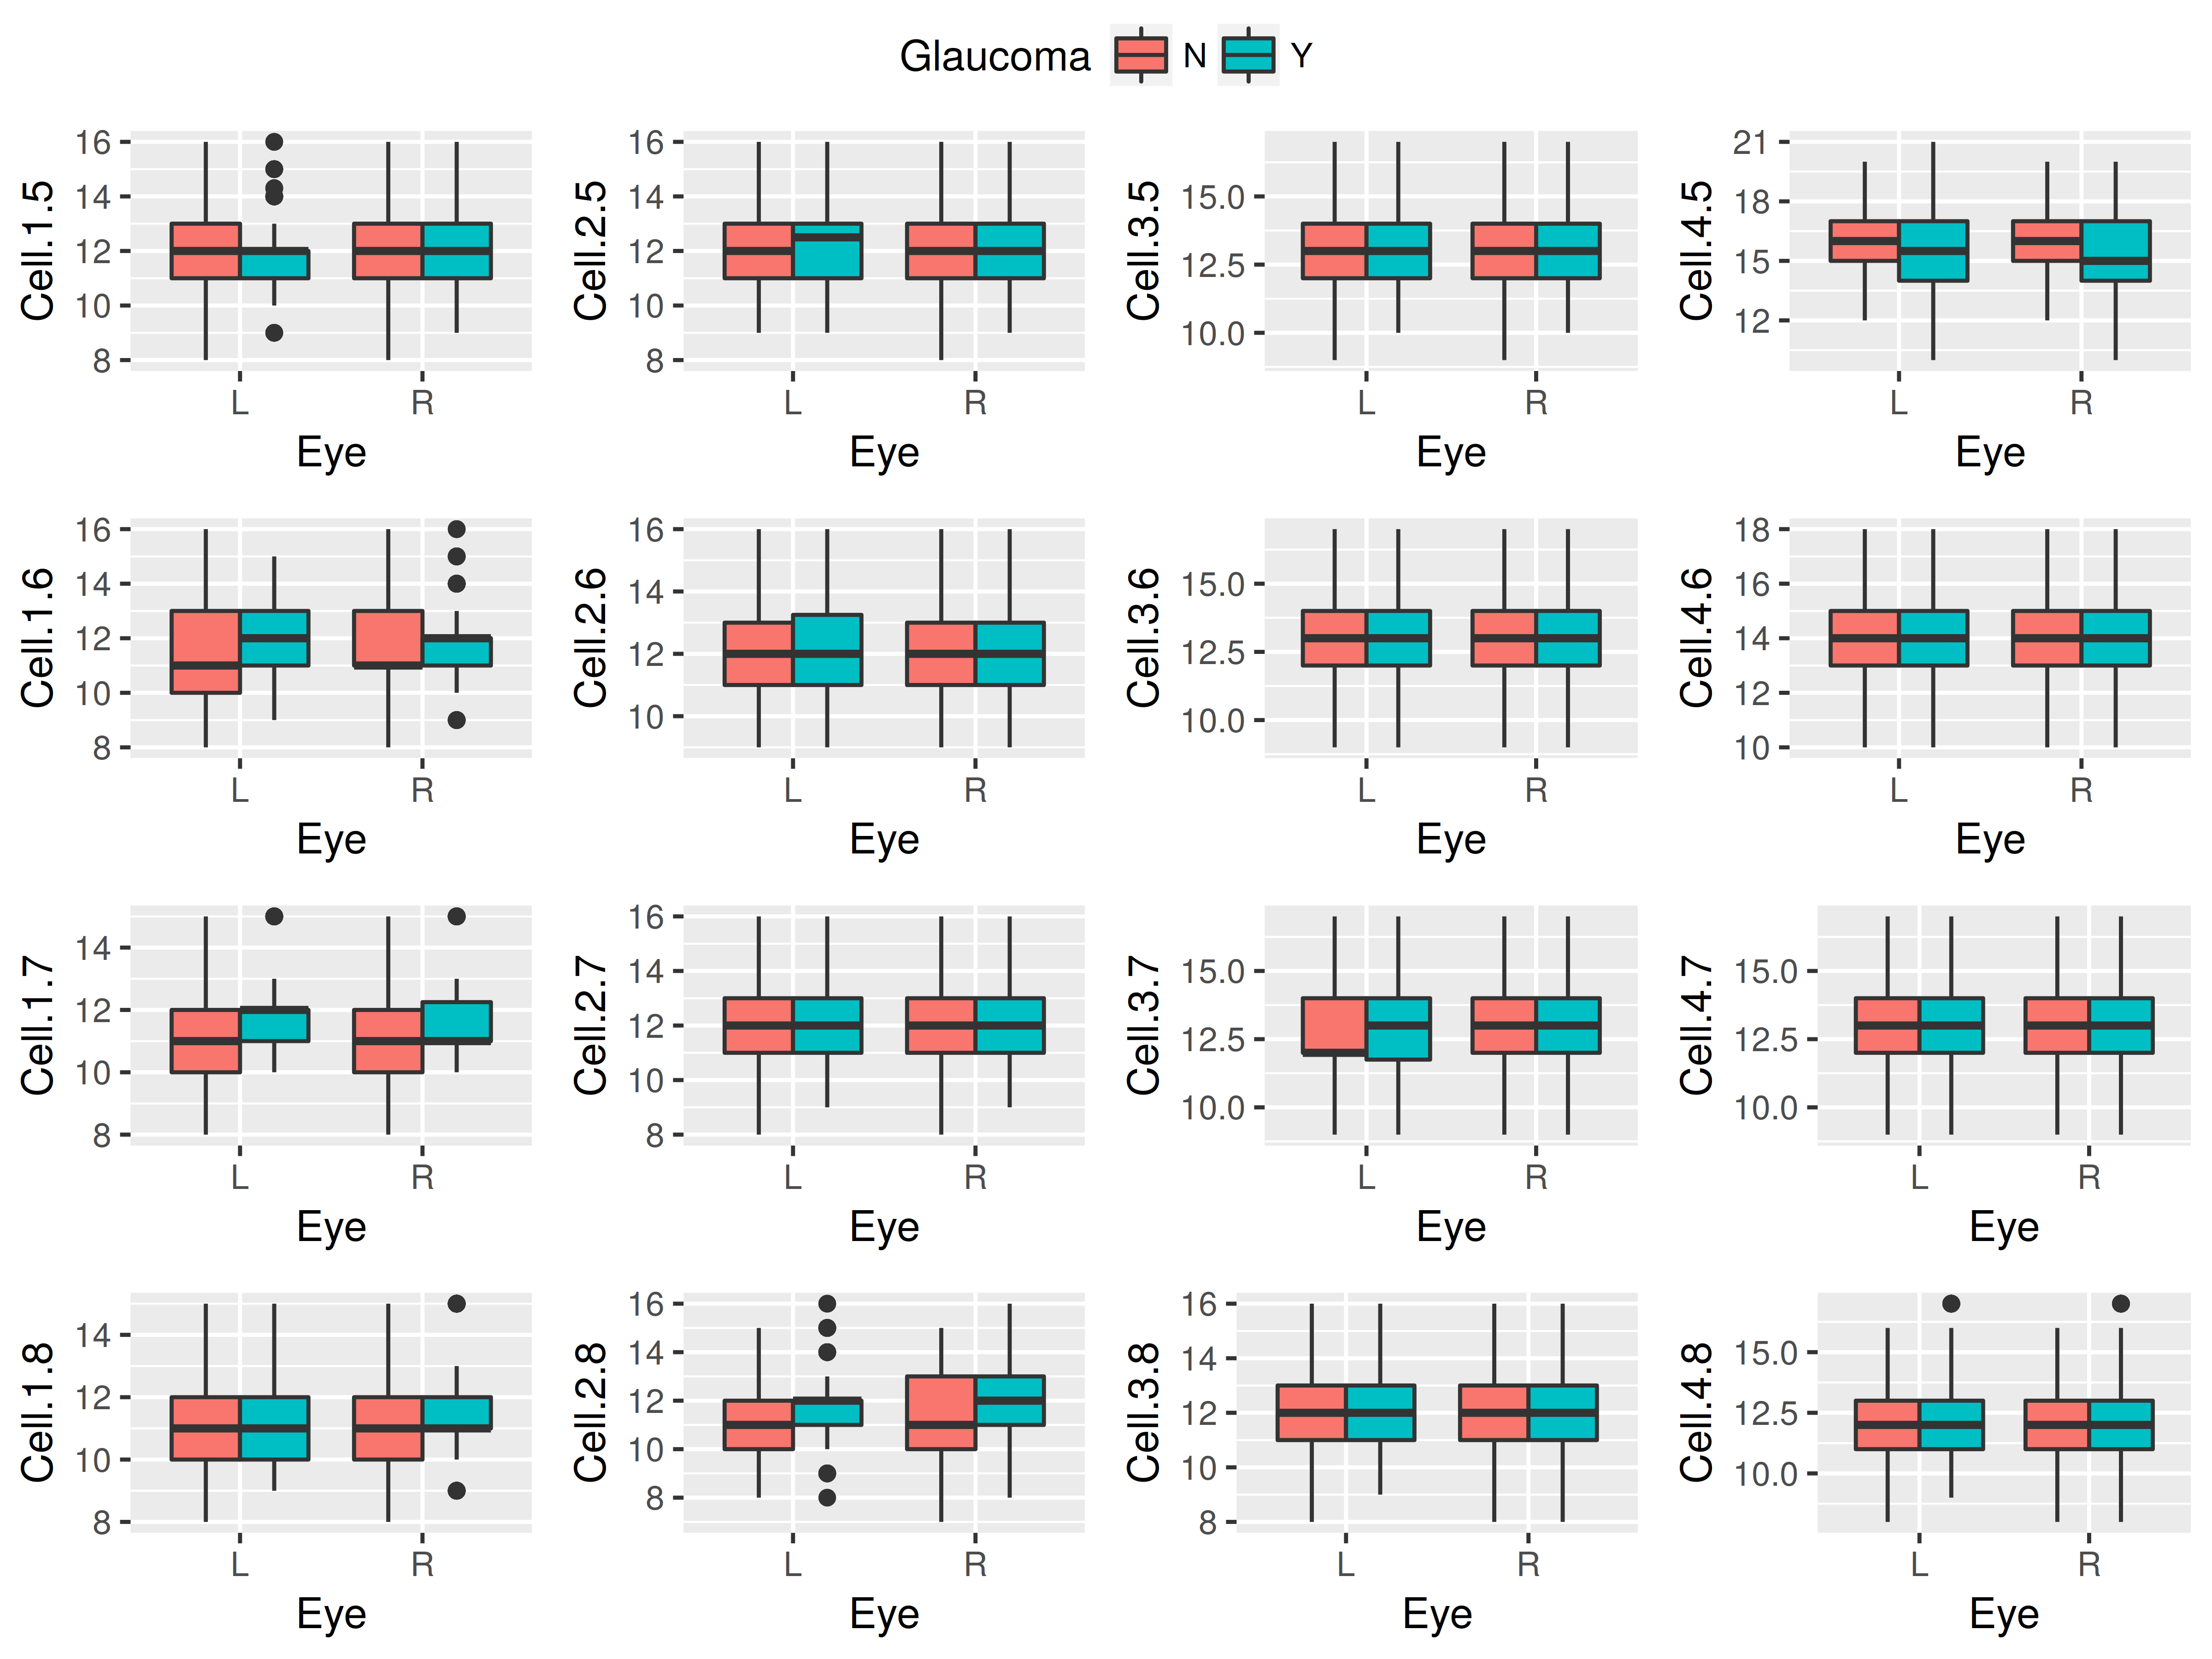 Glaucoma N Y
Cell.1.5
16
14
12
10
8
L R
Eye
Cell.2.5
16
14
12
10
8
L R
Eye
Cell.3.5
15.0
12.5
10.0
L R
Eye
Cell.4.5
21
18
15
12
L R
Eye
Cell.1.6
16
14
12
10
8
L R
Eye
Cell.2.6
16
14
12
10
L R
Eye
Cell.3.6
15.0
12.5
10.0
L R
Eye
Cell.4.6
18
16
14
12
10
L R
Eye
Cell.1.7
14
12
10
8
L R
Eye
Cell.2.7
16
14
12
10
8
L R
Eye
Cell.3.7
15.0
12.5
10.0
L R
Eye
Cell.4.7
15.0
12.5
10.0
L R
Eye
Cell.1.8
14
12
10
8
L R
Eye
Cell.2.8
16
14
12
10
8
L R
Eye
Cell.3.8
16
14
12
10
8
L R
Eye
Cell.4.8
15.0
12.5
10.0
L R
Eye